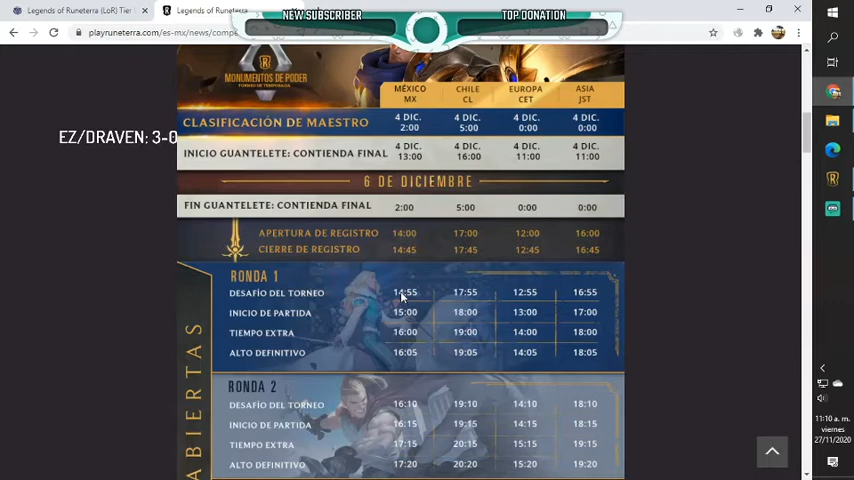 Legends of Runeterra (LoR) Tier
Legends of Runeterra
NEW SUBSCRIBER
TOP DONATION
playruneterra.com/es-mx/news/compe
MONUMENTOS DE PODER
TORNEO DE TEMPORADA
MÉXICO MX CHILE CL EUROPA CET ASIA JST
EZ/DRAVEN: 3-0
CLASIFICACIÓN DE MAESTRO 4 DIC. 2:00 4 DIC. 5:00 4 DIC. 0:00 4 DIC. 0:00
INICIO GUANTELETE: CONTIENDA FINAL 4 DIC. 13:00 4 DIC. 16:00 4 DIC. 11:00 4 DIC. 11:00
6 DE DICIEMBRE
FIN GUANTELETE: CONTIENDA FINAL 2:00 5:00 0:00 0:00
APERTURA DE REGISTRO 14:00 17:00 12:00 16:00
CIERRE DE REGISTRO 14:45 17:45 12:45 16:45
RONDA 1
DESAFÍO DEL TORNEO 14:55 17:55 12:55 16:55
INICIO DE PARTIDA 15:00 18:00 13:00 17:00
TIEMPO EXTRA 16:00 19:00 14:00 18:00
ALTO DEFINITIVO 16:05 19:05 14:05 18:05
RONDA 2
DESAFÍO DEL TORNEO 16:10 19:10 14:10 18:10
INICIO DE PARTIDA 16:15 19:15 14:15 18:15
TIEMPO EXTRA 17:15 20:15 15:15 19:15
ALTO DEFINITIVO 17:20 20:20 15:20 19:20
ABIERTAS
11:10 a.m.
viernes
27/11/2020